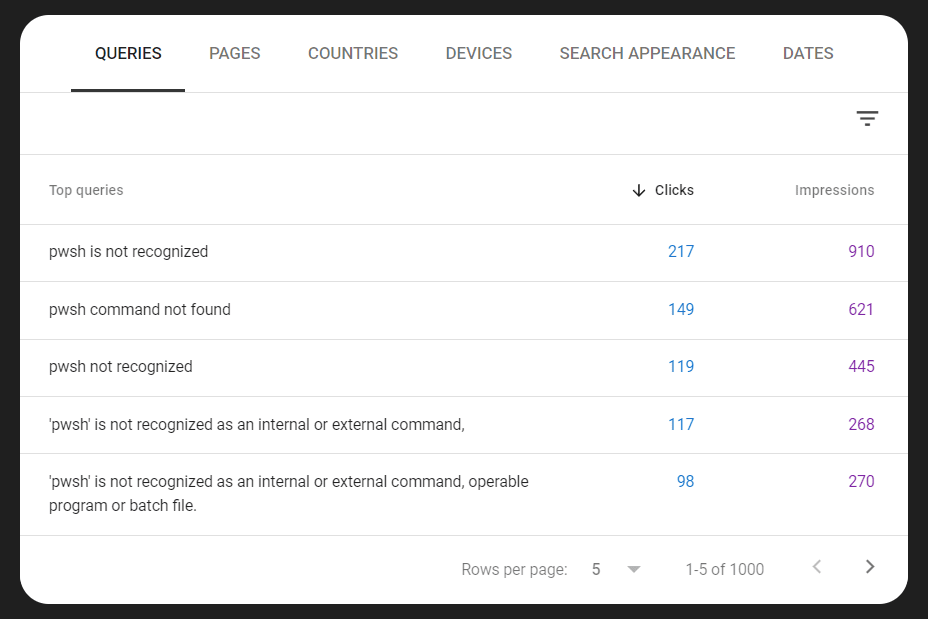 QUERIES PAGES COUNTRIES DEVICES SEARCH APPEARANCE DATES
Top queries Clicks Impressions
pwsh is not recognized 217 910
pwsh command not found 149 621
pwsh not recognized 119 445
'pwsh' is not recognized as an internal or external command, 117 268
'pwsh' is not recognized as an internal or external command, operable 98 270
program or batch file.
Rows per page: 5 1-5 of 1000